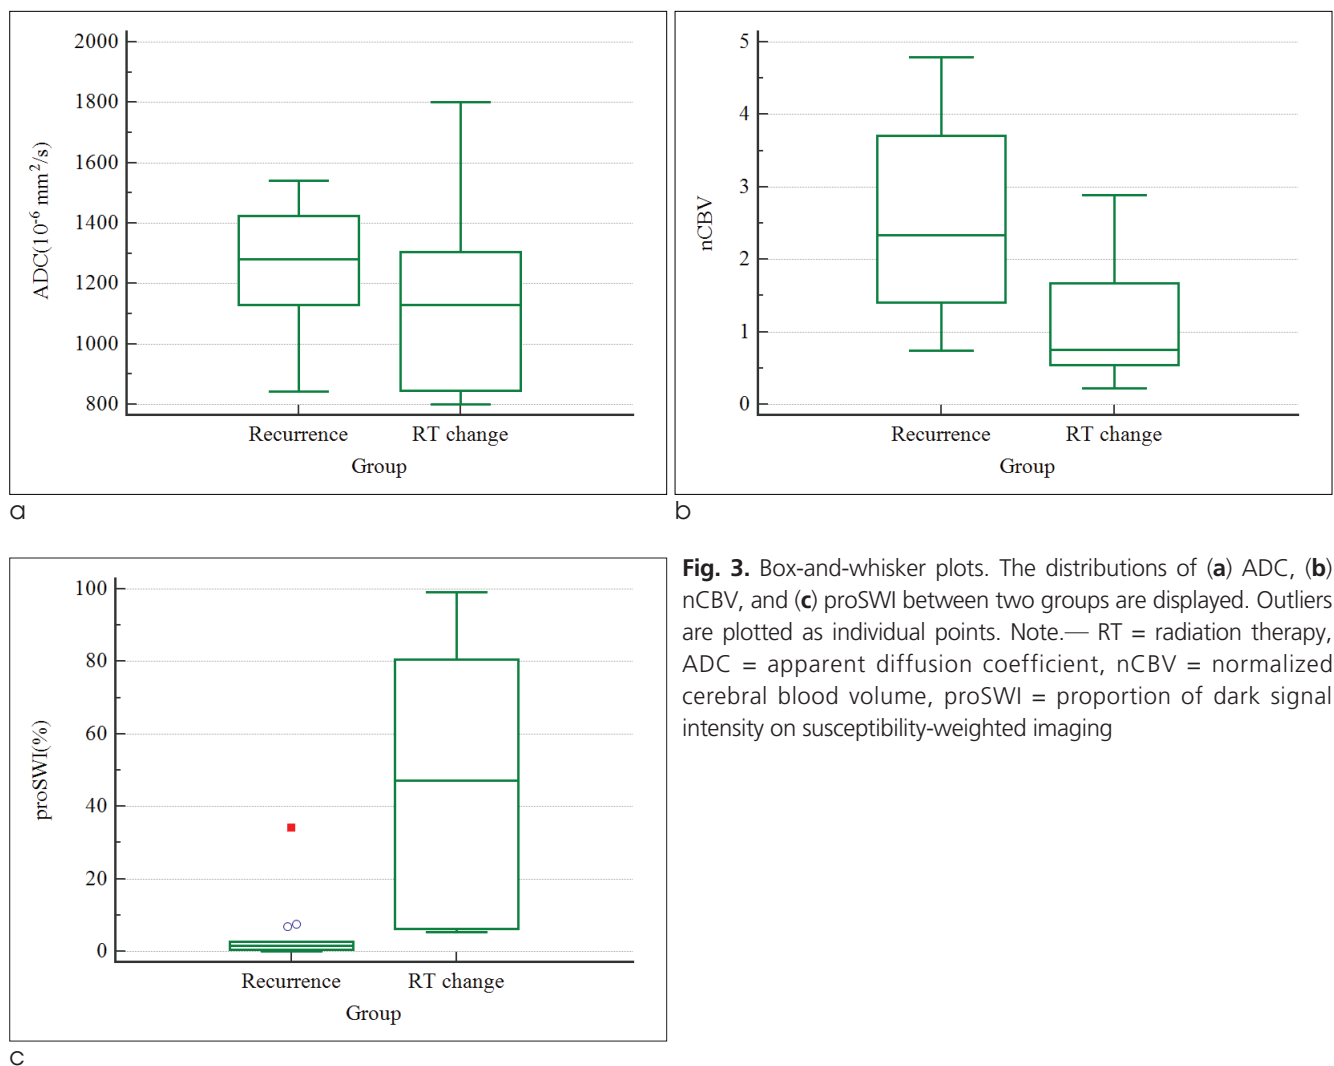 2000
1800
1600
1400
1200
1000
800
ADC(10⁻⁶ mm²/s)
Recurrence RT change
Group
a
5
4
3
2
1
0
nCBV
Recurrence RT change
Group
b
100
80
60
40
20
0
proSWI(%)
Recurrence RT change
Group
c
Fig. 3. Box-and-whisker plots. The distributions of (a) ADC, (b)
nCBV, and (c) proSWI between two groups are displayed. Outliers
are plotted as individual points. Note.— RT = radiation therapy,
ADC = apparent diffusion coefficient, nCBV = normalized
cerebral blood volume, proSWI = proportion of dark signal
intensity on susceptibility-weighted imaging